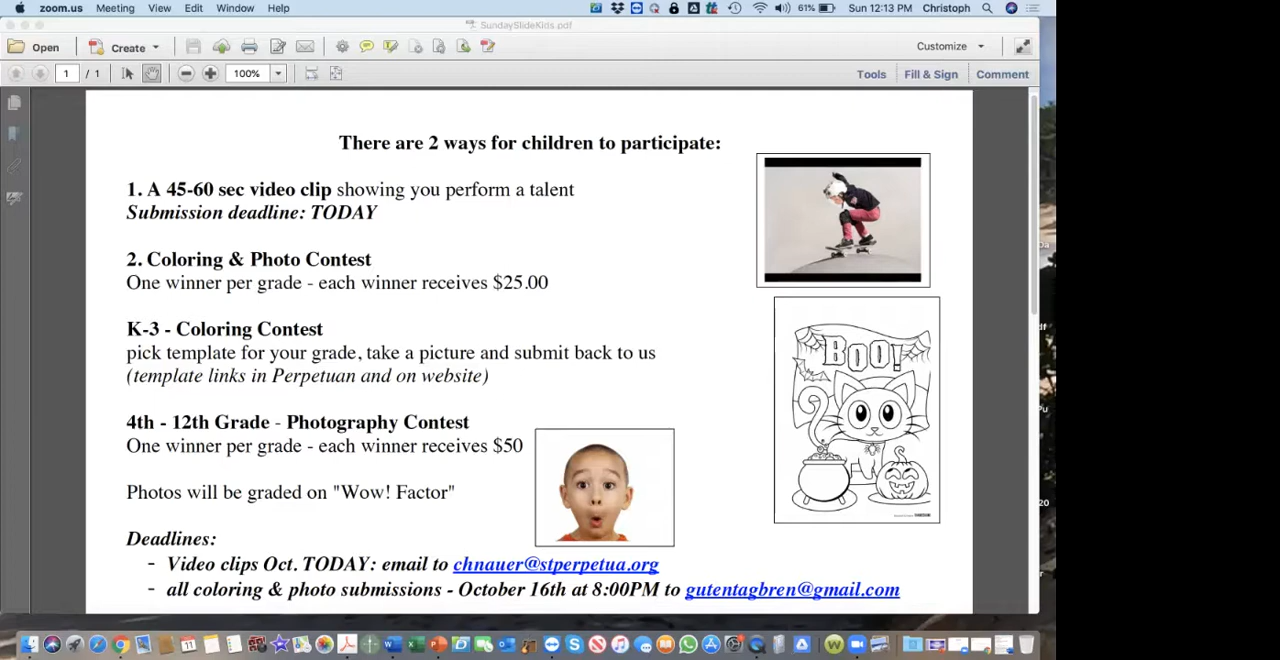 zoom.us Meeting View Edit Window Help 61% Sun 12:13 PM Christoph
SundaySlideKids.pdf
Open Create Customize
1 / 1 100% Tools Fill & Sign Comment
There are 2 ways for children to participate:
1. A 45-60 sec video clip showing you perform a talent
Submission deadline: TODAY
2. Coloring & Photo Contest
One winner per grade - each winner receives $25.00
K-3 - Coloring Contest
pick template for your grade, take a picture and submit back to us
(template links in Perpetuan and on website)
4th - 12th Grade - Photography Contest
One winner per grade - each winner receives $50
Photos will be graded on "Wow! Factor"
Deadlines:
- Video clips Oct. TODAY: email to chnauer@stperpetua.org
- all coloring & photo submissions - October 16th at 8:00PM to gutentagbren@gmail.com
BOO!